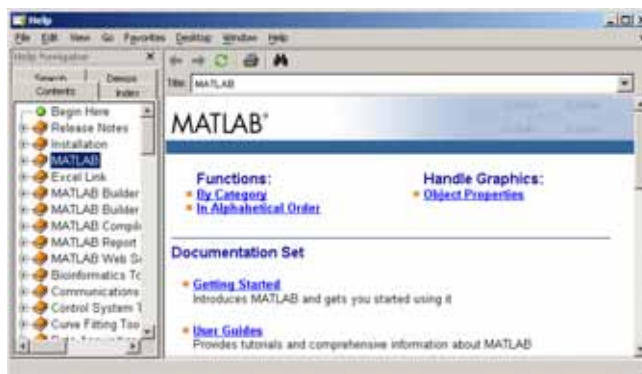 Help
File Edit View Go Favorites Desktop Window Help
Help Navigator
Search Demos
Contents Index
Begin Here
Release Notes
Installation
MATLAB
Excel Link
MATLAB Builder
MATLAB Builder
MATLAB Compile
MATLAB Report
MATLAB Web Se
Bioinformatics To
Communications
Control System T
Curve Fitting Too
Title: MATLAB
MATLAB®
Functions:
By Category
In Alphabetical Order
Handle Graphics:
Object Properties
Documentation Set
Getting Started
Introduces MATLAB and gets you started using it
User Guides
Provides tutorials and comprehensive information about MATLAB